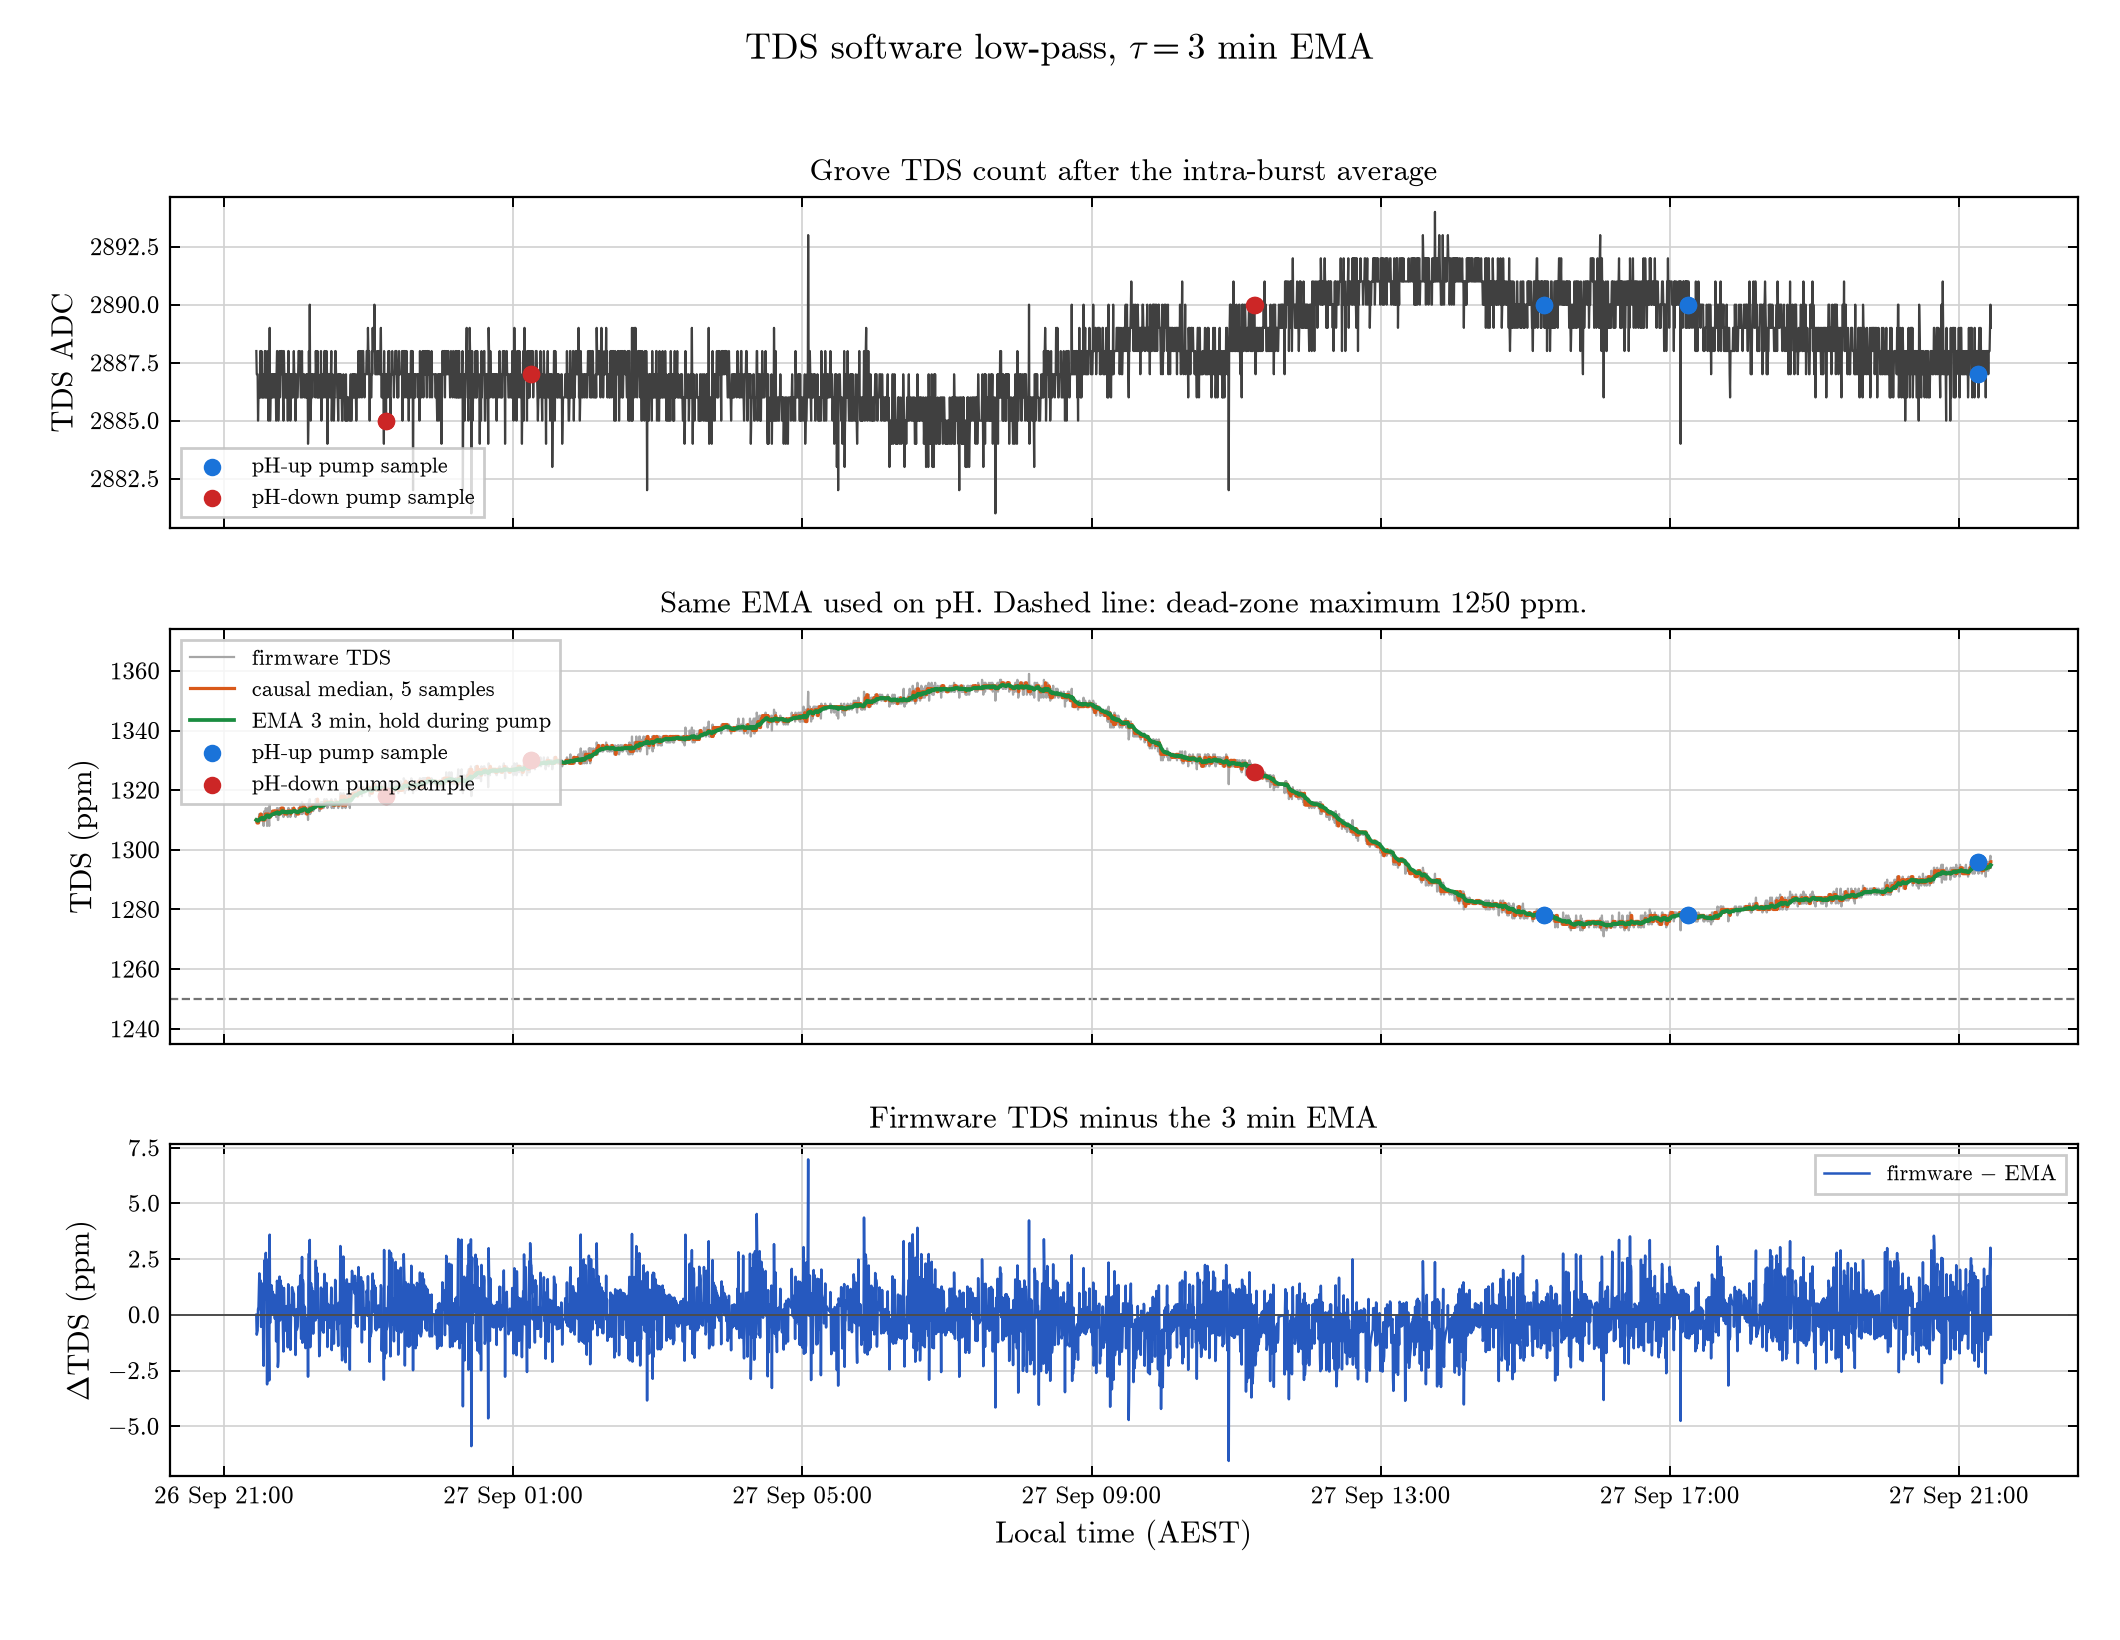 TDS software low-pass, τ = 3 min EMA
Grove TDS count after the intra-burst average
TDS ADC
2892.5
2890.0
2887.5
2885.0
2882.5
pH-up pump sample
pH-down pump sample
Same EMA used on pH. Dashed line: dead-zone maximum 1250 ppm.
TDS (ppm)
1360
1340
1320
1300
1280
1260
1240
firmware TDS
causal median, 5 samples
EMA 3 min, hold during pump
pH-up pump sample
pH-down pump sample
Firmware TDS minus the 3 min EMA
ΔTDS (ppm)
7.5
5.0
2.5
0.0
−2.5
−5.0
firmware − EMA
26 Sep 21:00
27 Sep 01:00
27 Sep 05:00
27 Sep 09:00
27 Sep 13:00
27 Sep 17:00
27 Sep 21:00
Local time (AEST)